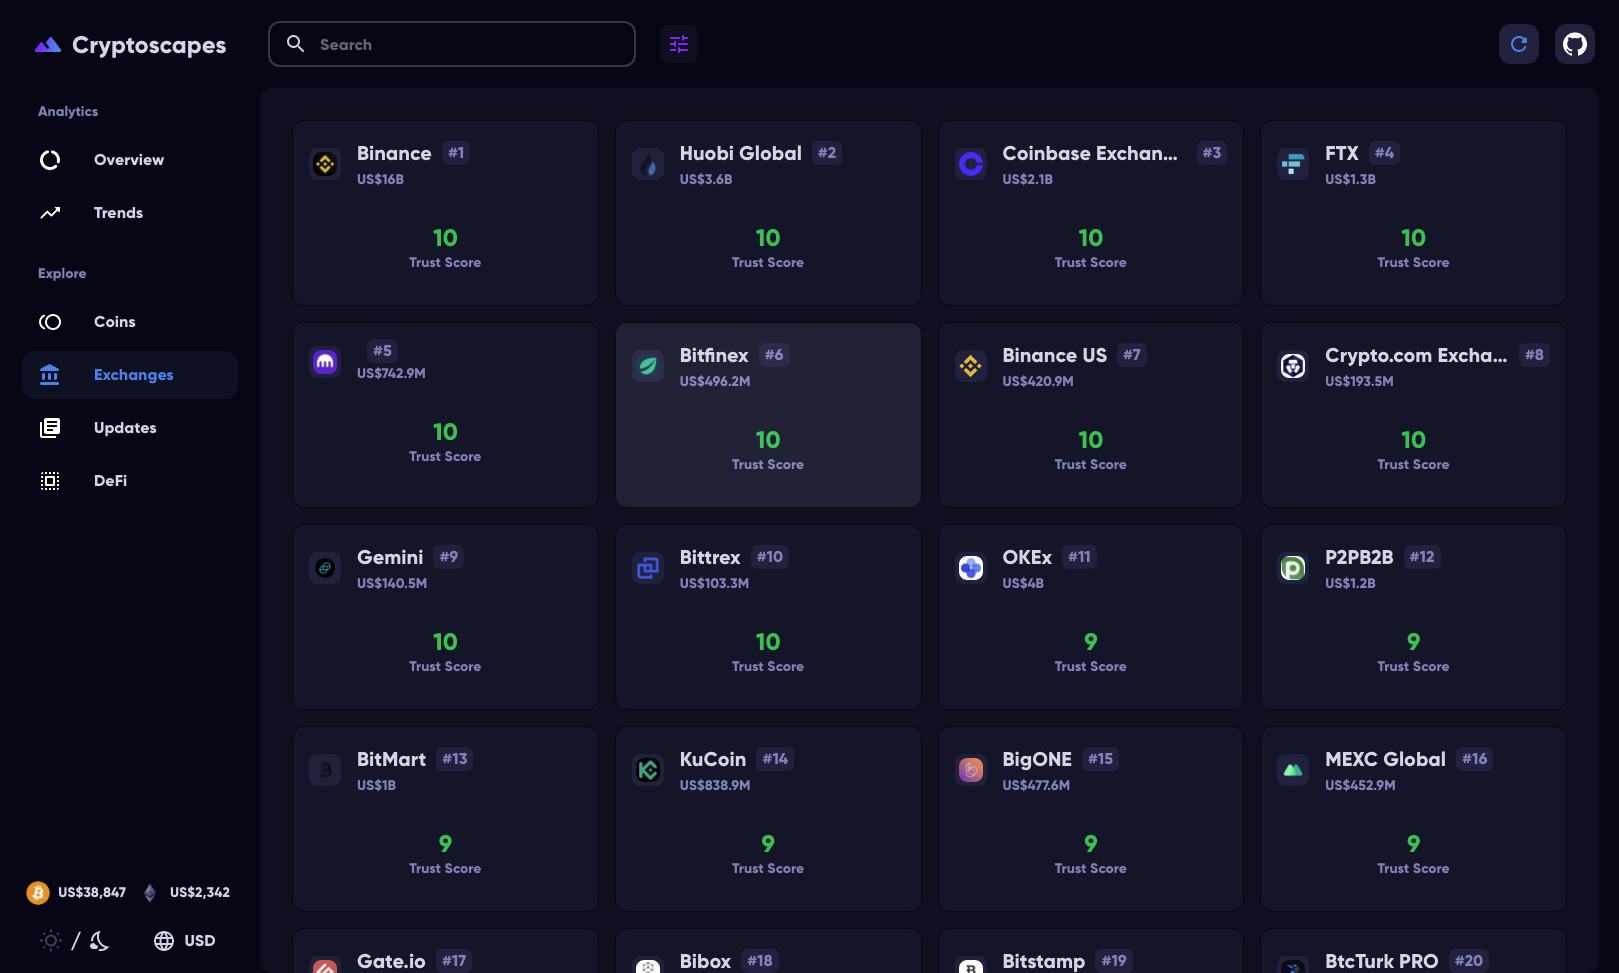 Cryptoscapes
Search
Analytics
Overview
Trends
Explore
Coins
Exchanges
Updates
DeFi
US$38,847 US$2,342
/ USD
Binance #1
US$16B
10
Trust Score
Huobi Global #2
US$3.6B
10
Trust Score
Coinbase Exchan... #3
US$2.1B
10
Trust Score
FTX #4
US$1.3B
10
Trust Score
#5
US$742.9M
10
Trust Score
Bitfinex #6
US$496.2M
10
Trust Score
Binance US #7
US$420.9M
10
Trust Score
Crypto.com Excha... #8
US$193.5M
10
Trust Score
Gemini #9
US$140.5M
10
Trust Score
Bittrex #10
US$103.3M
10
Trust Score
OKEx #11
US$4B
9
Trust Score
P2PB2B #12
US$1.2B
9
Trust Score
BitMart #13
US$1B
9
Trust Score
KuCoin #14
US$838.9M
9
Trust Score
BigONE #15
US$477.6M
9
Trust Score
MEXC Global #16
US$452.9M
9
Trust Score
Gate.io #17
Bibox #18
Bitstamp #19
BtcTurk PRO #20